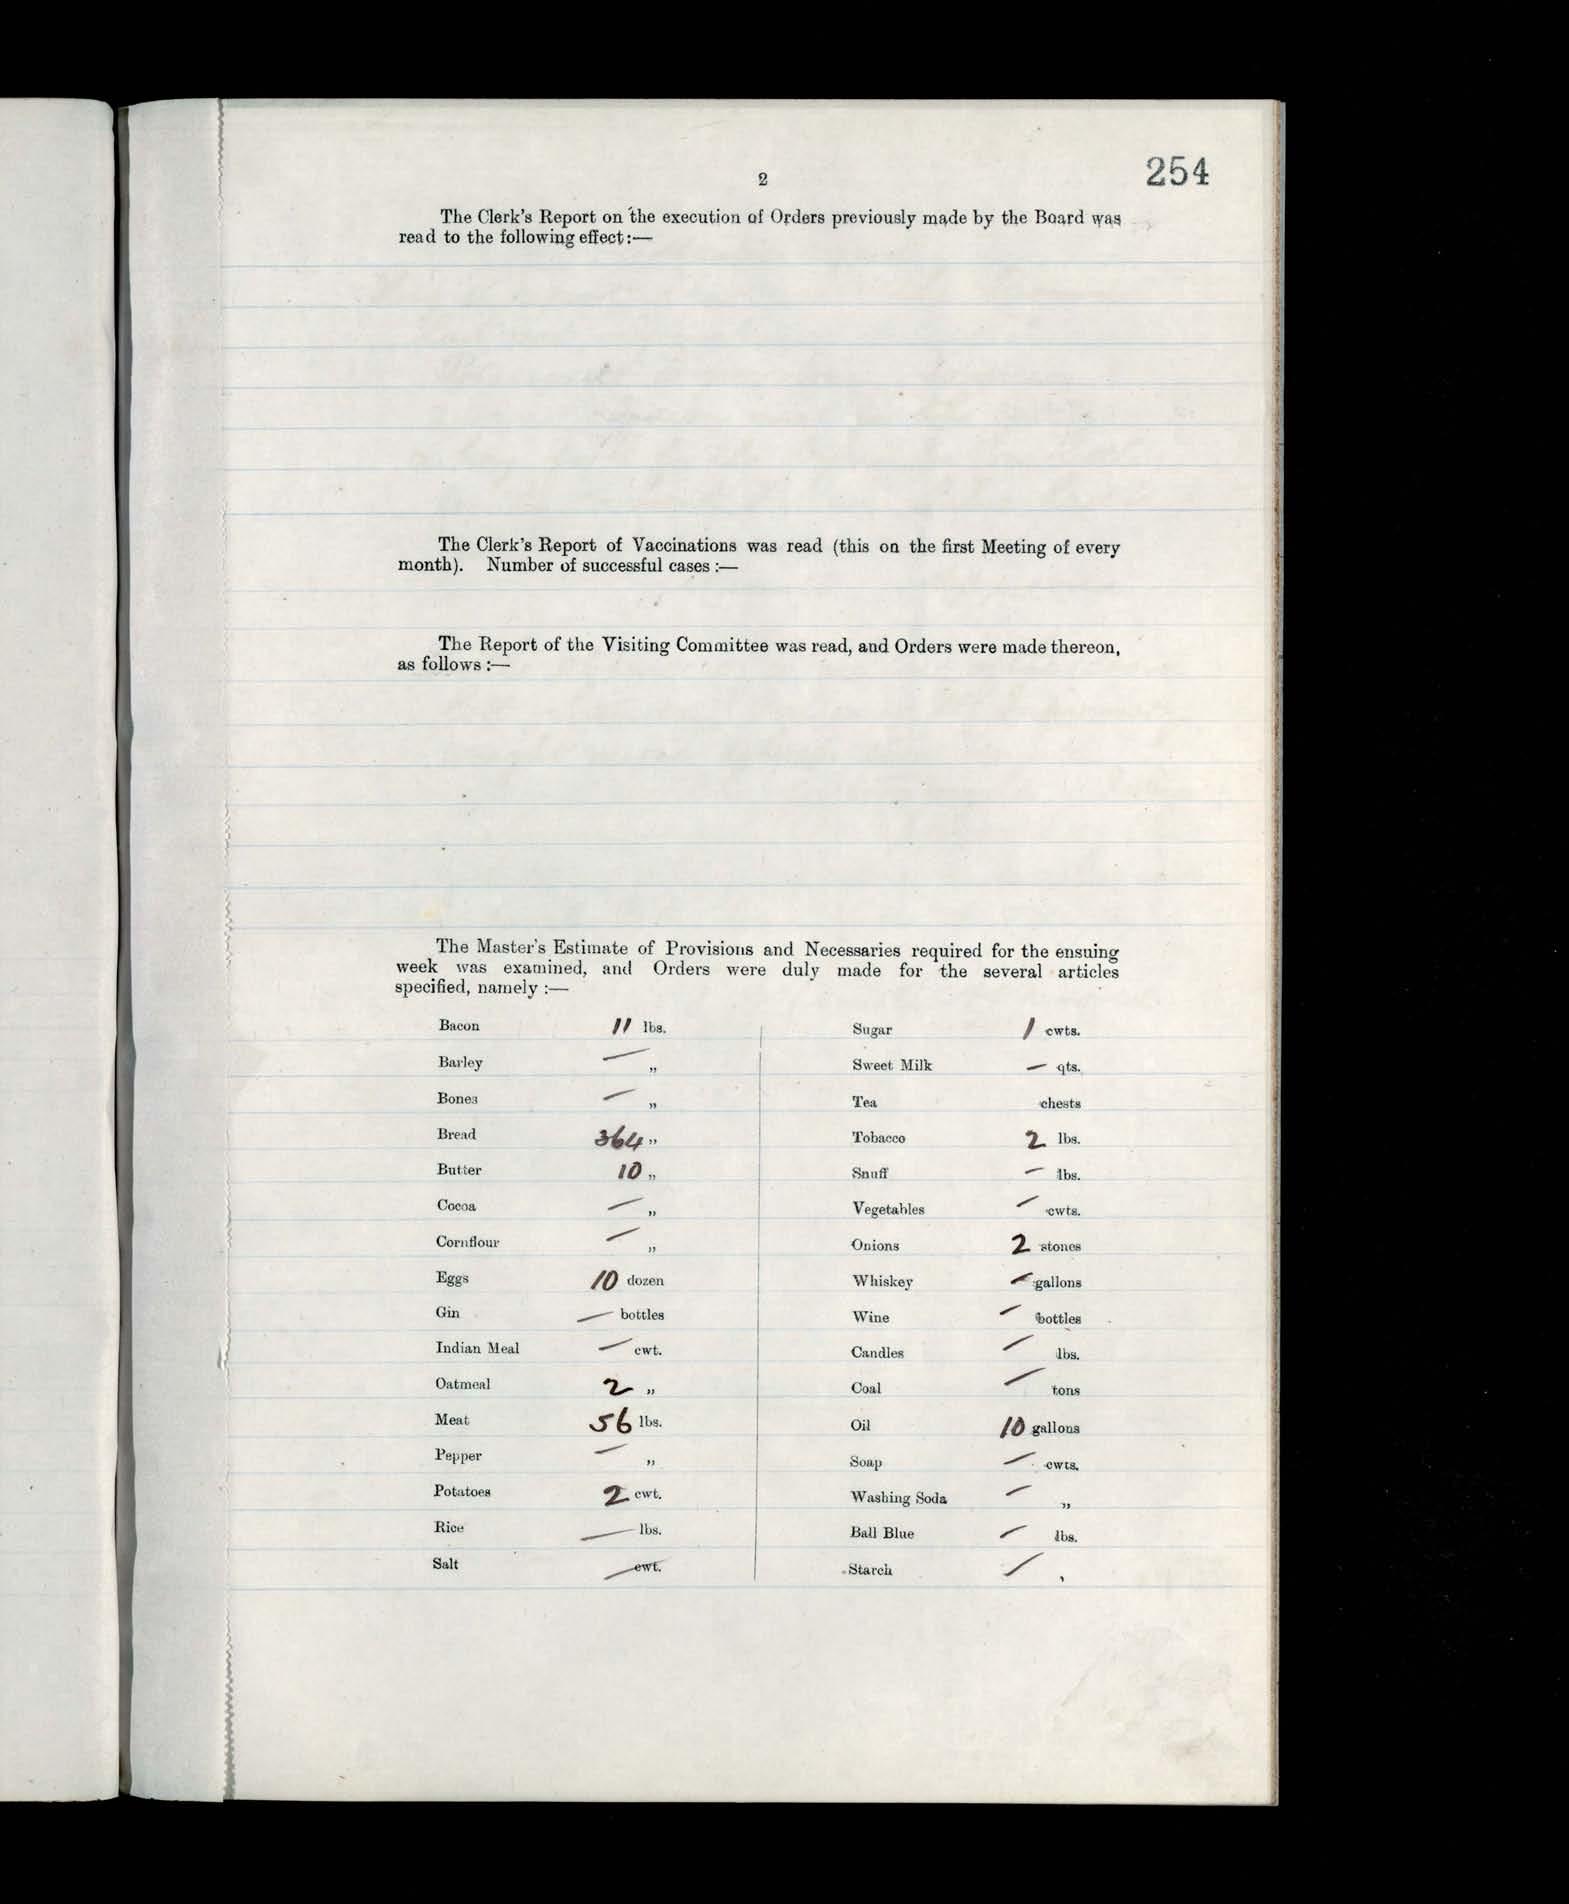 254
2
The Clerk's Report on the execution of Orders previously made by the Board was
read to the following effect:—
The Clerk's Report of Vaccinations was read (this on the first Meeting of every
month). Number of successful cases :—
The Report of the Visiting Committee was read, and Orders were made thereon,
as follows :—
The Master's Estimate of Provisions and Necessaries required for the ensuing
week was examined, and Orders were duly made for the several articles
specified, namely :—
Bacon 11 lbs.
Barley — „
Bones — „
Bread 364 „
Butter 10 „
Cocoa — „
Cornflour — „
Eggs 10 dozen
Gin — bottles
Indian Meal — cwt.
Oatmeal 2 „
Meat 56 lbs.
Pepper — „
Potatoes 2 cwt.
Rice — lbs.
Salt — cwt.
Sugar 1 cwts.
Sweet Milk — qts.
Tea chests
Tobacco 2 lbs.
Snuff — lbs.
Vegetables — cwts.
Onions 2 stones
Whiskey — gallons
Wine — bottles
Candles — lbs.
Coal — tons
Oil 10 gallons
Soap — cwts.
Washing Soda — „
Ball Blue — lbs.
Starch — ,